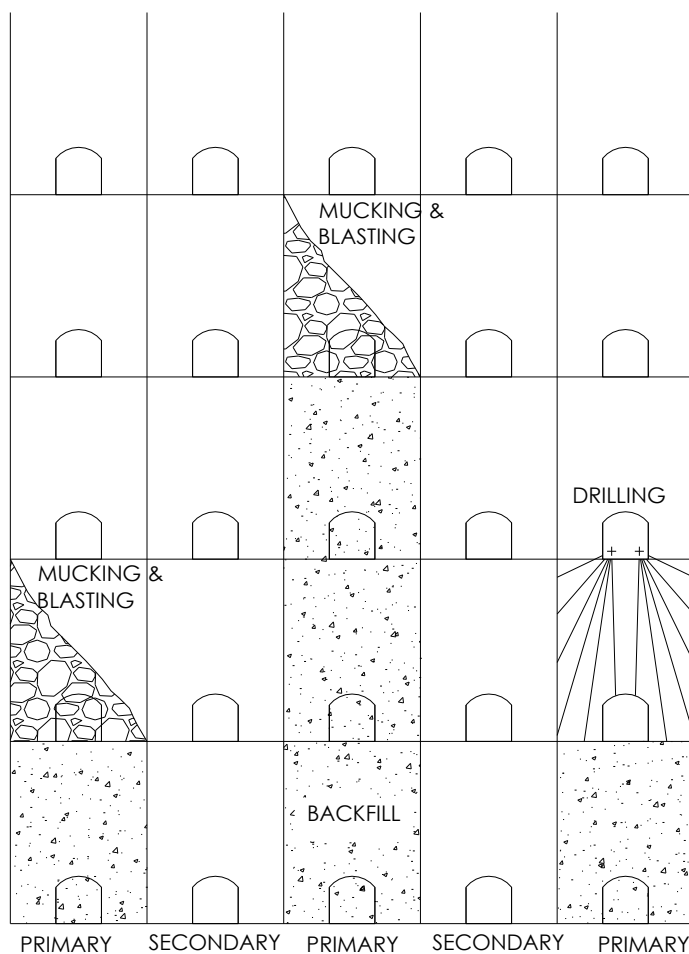 MUCKING &
BLASTING
DRILLING
MUCKING &
BLASTING
BACKFILL
PRIMARY SECONDARY PRIMARY SECONDARY PRIMARY